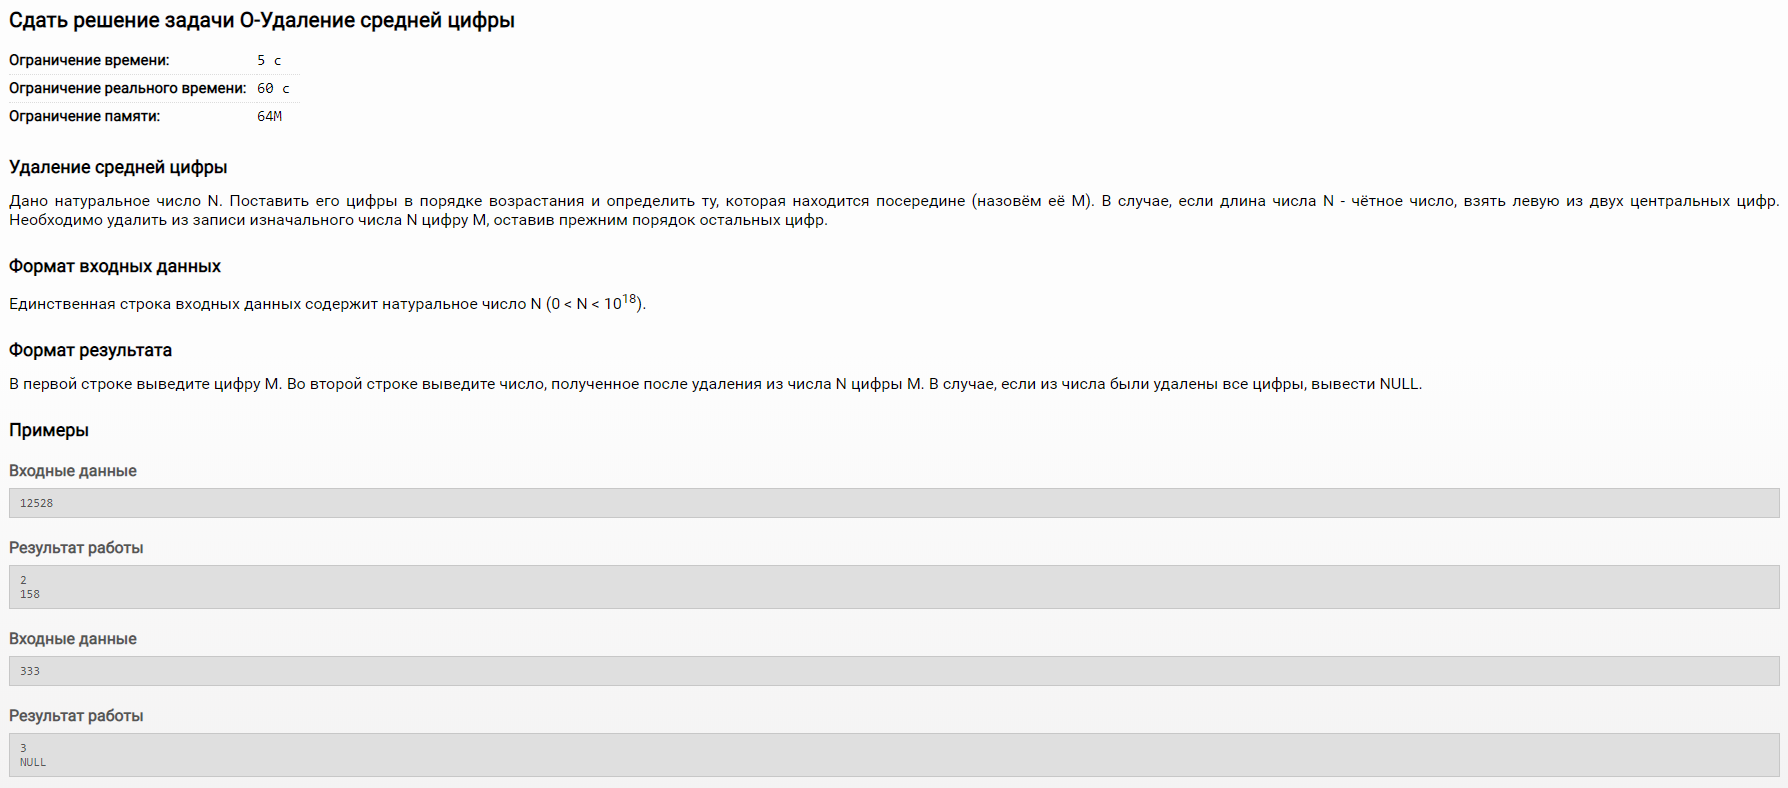 Сдать решение задачи O-Удаление средней цифры
Ограничение времени: 5 с
Ограничение реального времени: 60 с
Ограничение памяти: 64M
Удаление средней цифры
Дано натуральное число N. Поставить его цифры в порядке возрастания и определить ту, которая находится посередине (назовём её M). В случае, если длина числа N - чётное число, взять левую из двух центральных цифр.
Необходимо удалить из записи изначального числа N цифру M, оставив прежним порядок остальных цифр.
Формат входных данных
Единственная строка входных данных содержит натуральное число N (0 < N < 10^18).
Формат результата
В первой строке выведите цифру M. Во второй строке выведите число, полученное после удаления из числа N цифры M. В случае, если из числа были удалены все цифры, вывести NULL.
Примеры
Входные данные
12528
Результат работы
2
158
Входные данные
333
Результат работы
3
NULL